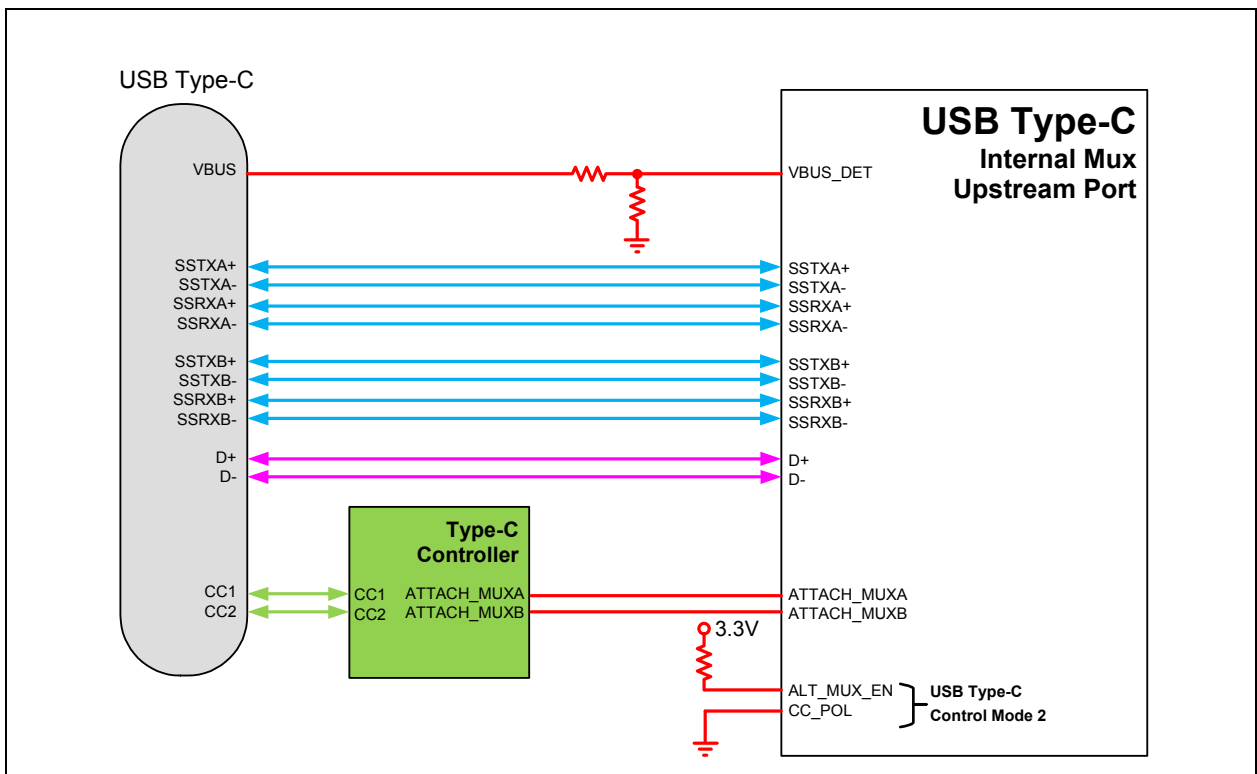 USB Type-C
VBUS
SSTXA+
SSTXA-
SSRXA+
SSRXA-
SSTXB+
SSTXB-
SSRXB+
SSRXB-
D+
D-
CC1
CC2
Type-C
Controller
CC1 ATTACH_MUXA
CC2 ATTACH_MUXB
3.3V
USB Type-C
Internal Mux
Upstream Port
VBUS_DET
SSTXA+
SSTXA-
SSRXA+
SSRXA-
SSTXB+
SSTXB-
SSRXB+
SSRXB-
D+
D-
ATTACH_MUXA
ATTACH_MUXB
ALT_MUX_EN
CC_POL
USB Type-C
Control Mode 2